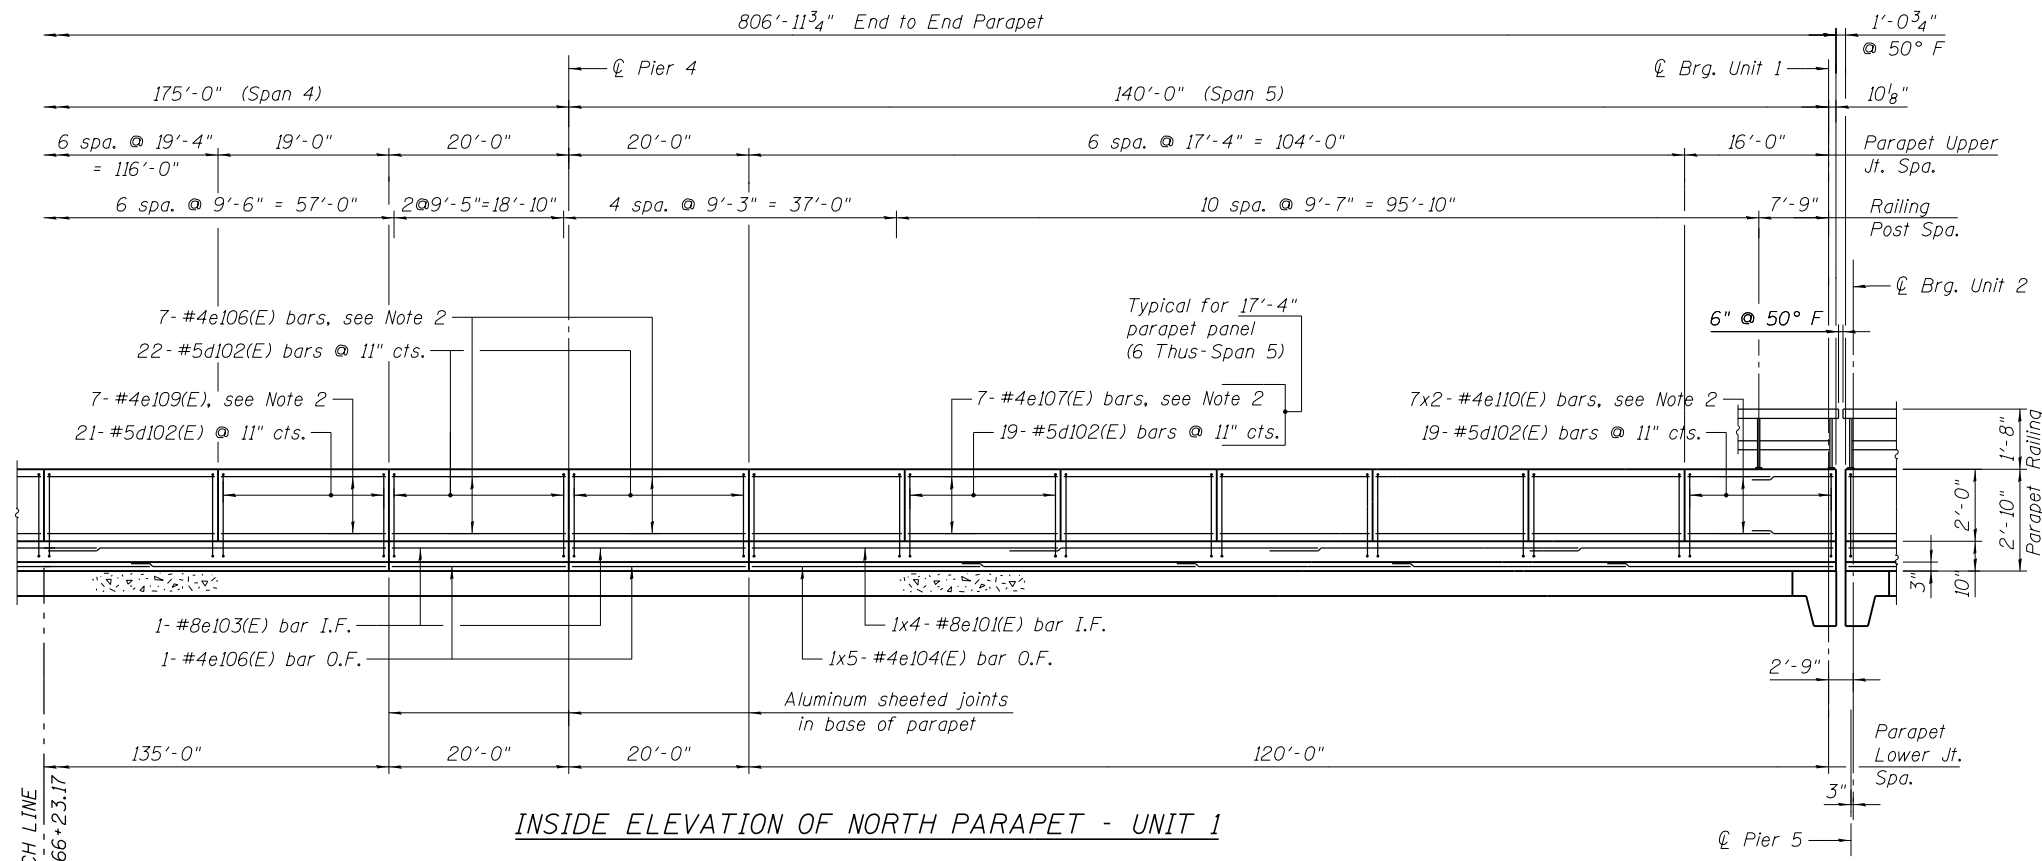 806'-11 3/4" End to End Parapet
1'-0 3/4"
@ 50° F
℄ Pier 4
℄ Brg. Unit 1
175'-0" (Span 4)
140'-0" (Span 5)
10 1/8"
6 spa. @ 19'-4"
= 116'-0"
19'-0"
20'-0"
20'-0"
6 spa. @ 17'-4" = 104'-0"
16'-0"
Parapet Upper
Jt. Spa.
6 spa. @ 9'-6" = 57'-0"
2@9'-5"=18'-10"
4 spa. @ 9'-3" = 37'-0"
10 spa. @ 9'-7" = 95'-10"
7'-9"
Railing
Post Spa.
℄ Brg. Unit 2
7- #4e106(E) bars, see Note 2
22- #5d102(E) bars @ 11" cts.
Typical for 17'-4"
parapet panel
(6 Thus-Span 5)
6" @ 50° F
7- #4e109(E), see Note 2
21- #5d102(E) @ 11" cts.
7- #4e107(E) bars, see Note 2
19- #5d102(E) bars @ 11" cts.
7x2- #4e110(E) bars, see Note 2
19- #5d102(E) bars @ 11" cts.
1'-8"
Railing
2'-0"
2'-10"
Parapet
3"
10"
1- #8e103(E) bar I.F.
1- #4e106(E) bar O.F.
1x4- #8e101(E) bar I.F.
1x5- #4e104(E) bar O.F.
2'-9"
Aluminum sheeted joints
in base of parapet
135'-0"
20'-0"
20'-0"
120'-0"
Parapet
Lower Jt.
Spa.
3"
CH LINE
66+23.17
INSIDE ELEVATION OF NORTH PARAPET - UNIT 1
℄ Pier 5